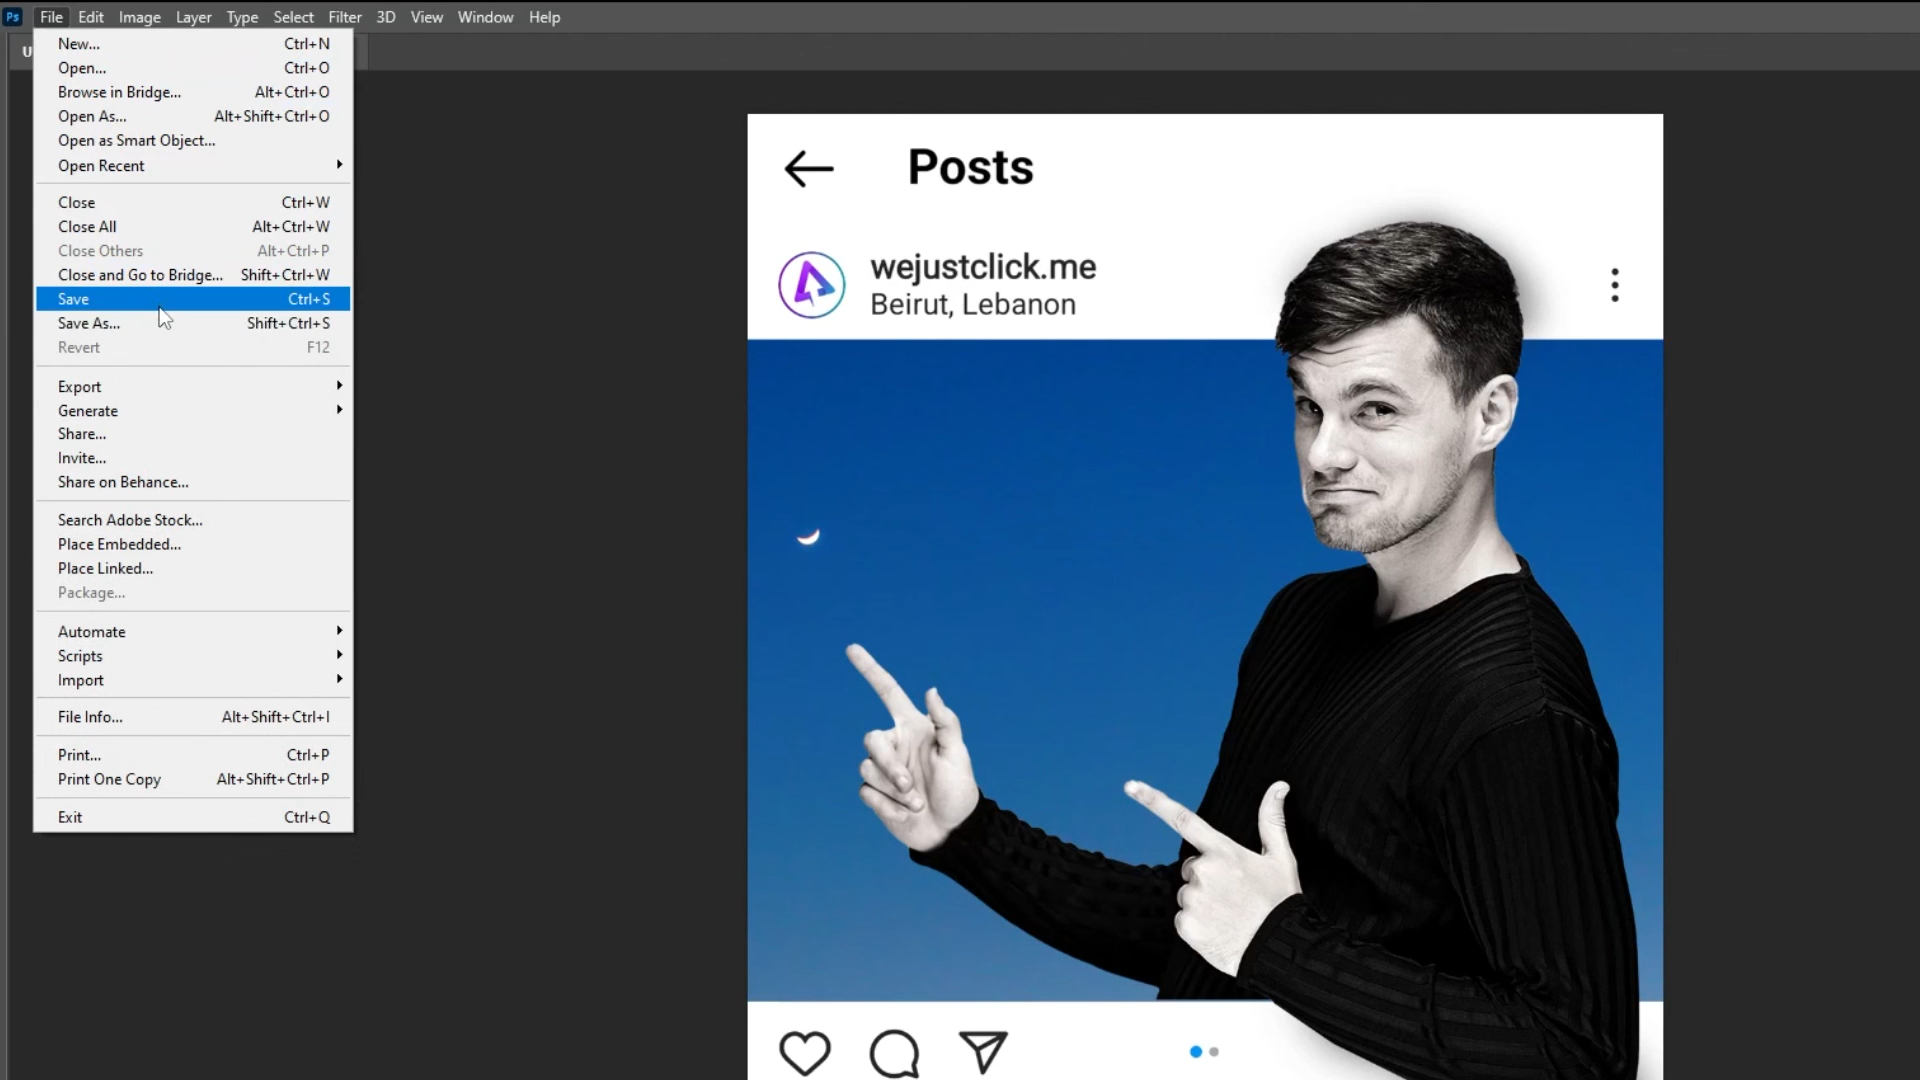 Ps File Edit Image Layer Type Select Filter 3D View Window Help
U
New... Ctrl+N
Open... Ctrl+O
Browse in Bridge... Alt+Ctrl+O
Open As... Alt+Shift+Ctrl+O
Open as Smart Object...
Open Recent
Close Ctrl+W
Close All Alt+Ctrl+W
Close Others Alt+Ctrl+P
Close and Go to Bridge... Shift+Ctrl+W
Save Ctrl+S
Save As... Shift+Ctrl+S
Revert F12
Export
Generate
Share...
Invite...
Share on Behance...
Search Adobe Stock...
Place Embedded...
Place Linked...
Package...
Automate
Scripts
Import
File Info... Alt+Shift+Ctrl+I
Print... Ctrl+P
Print One Copy Alt+Shift+Ctrl+P
Exit Ctrl+Q
Posts
wejustclick.me
Beirut, Lebanon